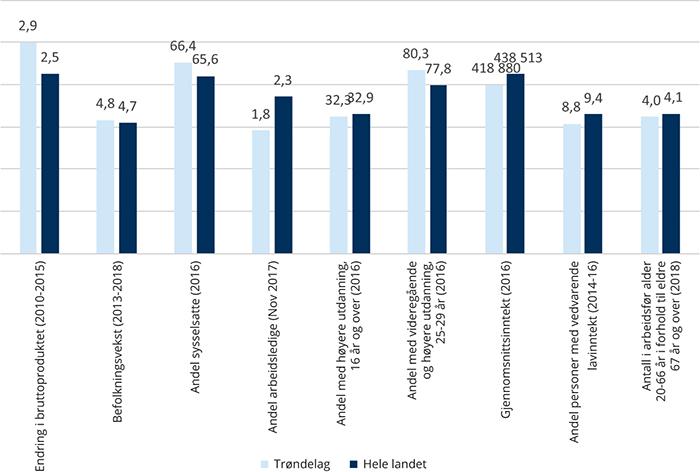 2,9
2,5
4,8
4,7
66,4
65,6
1,8
2,3
32,3
32,9
80,3
77,8
418 880
438 513
8,8
9,4
4,0
4,1
Endring i bruttoproduktet (2010-2015)
Befolkningsvekst (2013-2018)
Andel sysselsatte (2016)
Andel arbeidsledige (Nov 2017)
Andel med høyere utdanning,
16 år og over (2016)
Andel med videregående
og høyere utdanning,
25-29 år (2016)
Gjennomsnittsinntekt (2016)
Andel personer med vedvarende
lavinntekt (2014-16)
Antall i arbeidsfør alder
20-66 år i forhold til eldre
67 år og over (2018)
Trøndelag
Hele landet